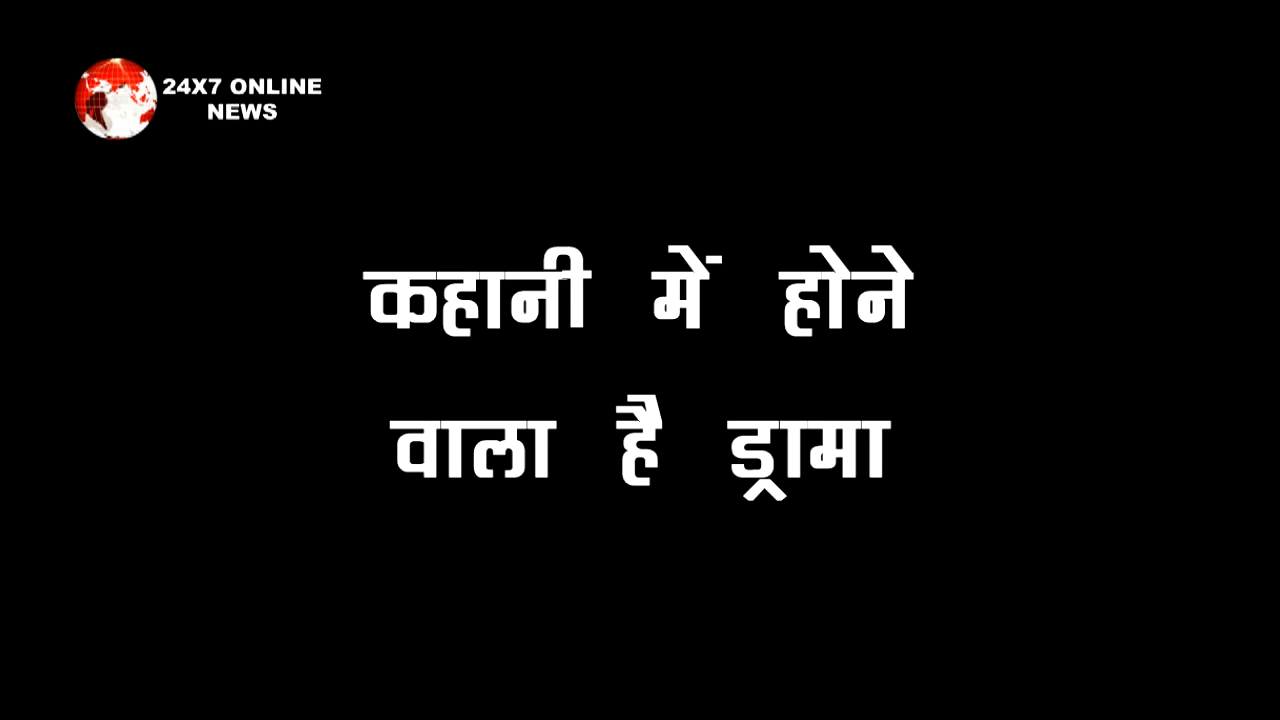 24X7 ONLINE
NEWS
कहानी में होने
वाला है ड्रामा